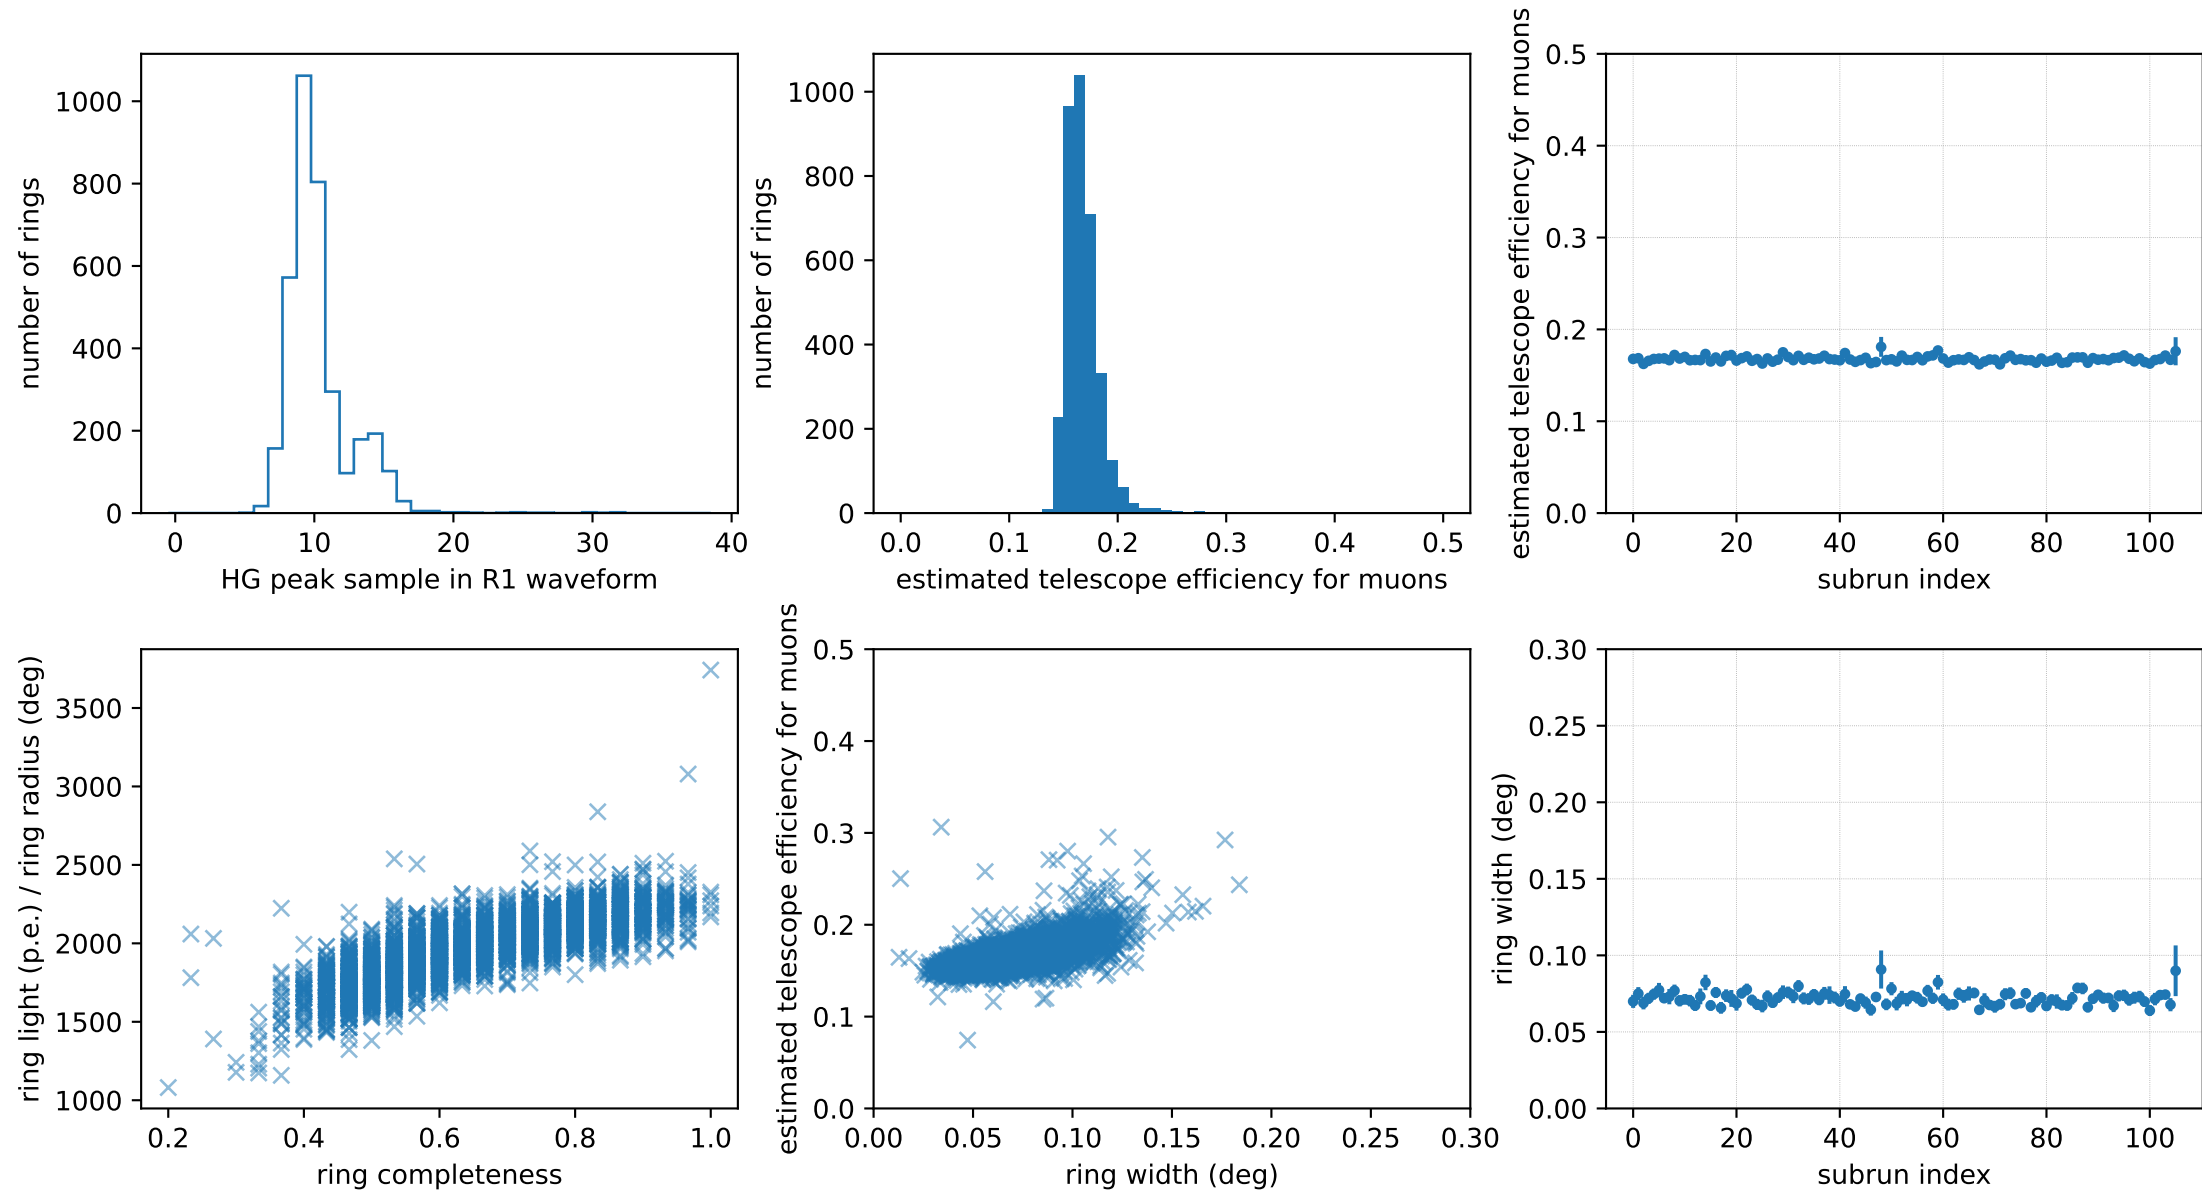 number of rings
1000
800
600
400
200
0
0 10 20 30 40
HG peak sample in R1 waveform
number of rings
1000
800
600
400
200
0
0.0 0.1 0.2 0.3 0.4 0.5
estimated telescope efficiency for muons
estimated telescope efficiency for muons
0.5
0.4
0.3
0.2
0.1
0.0
0 20 40 60 80 100
subrun index
ring light (p.e.) / ring radius (deg)
3500
3000
2500
2000
1500
1000
0.2 0.4 0.6 0.8 1.0
ring completeness
estimated telescope efficiency for muons
0.5
0.4
0.3
0.2
0.1
0.0
0.00 0.05 0.10 0.15 0.20 0.25 0.30
ring width (deg)
ring width (deg)
0.30
0.25
0.20
0.15
0.10
0.05
0.00
0 20 40 60 80 100
subrun index